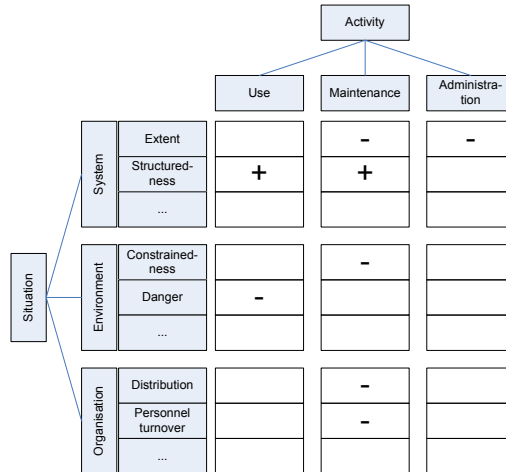 Activity
Use
Maintenance
Administra-
tion
Situation
System
Extent
-
-
Structured-
ness
+
+
...
Environment
Constrained-
ness
-
Danger
-
...
Organisation
Distribution
-
Personnel
turnover
-
...